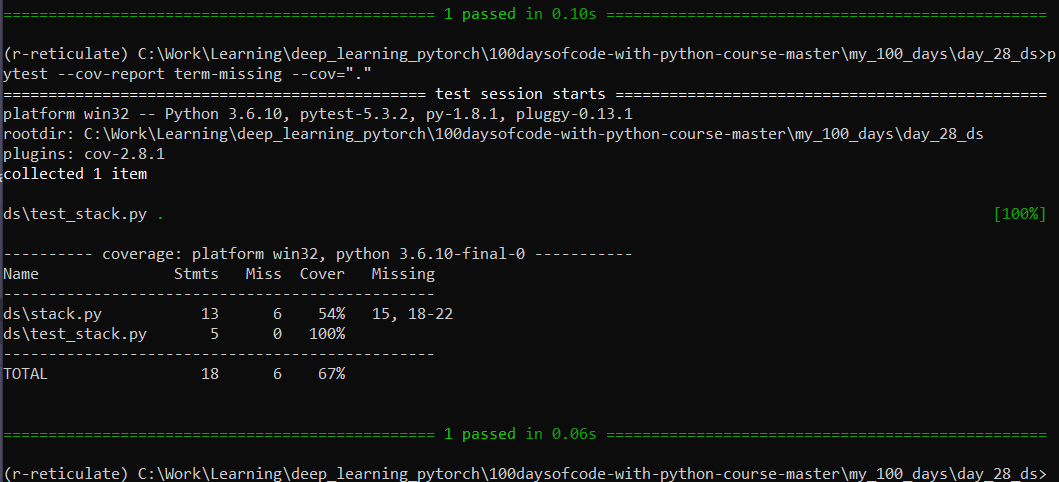 ============================================== 1 passed in 0.10s ===============================================
(r-reticulate) C:\Work\Learning\deep_learning_pytorch\100daysofcode-with-python-course-master\my_100_days\day_28_ds>p
ytest --cov-report term-missing --cov="."
============================================= test session starts ==============================================
platform win32 -- Python 3.6.10, pytest-5.3.2, py-1.8.1, pluggy-0.13.1
rootdir: C:\Work\Learning\deep_learning_pytorch\100daysofcode-with-python-course-master\my_100_days\day_28_ds
plugins: cov-2.8.1
collected 1 item
ds\test_stack.py . [100%]
---------- coverage: platform win32, python 3.6.10-final-0 -----------
Name Stmts Miss Cover Missing
------------------------------------------------
ds\stack.py 13 6 54% 15, 18-22
ds\test_stack.py 5 0 100%
------------------------------------------------
TOTAL 18 6 67%
============================================== 1 passed in 0.06s ===============================================
(r-reticulate) C:\Work\Learning\deep_learning_pytorch\100daysofcode-with-python-course-master\my_100_days\day_28_ds>